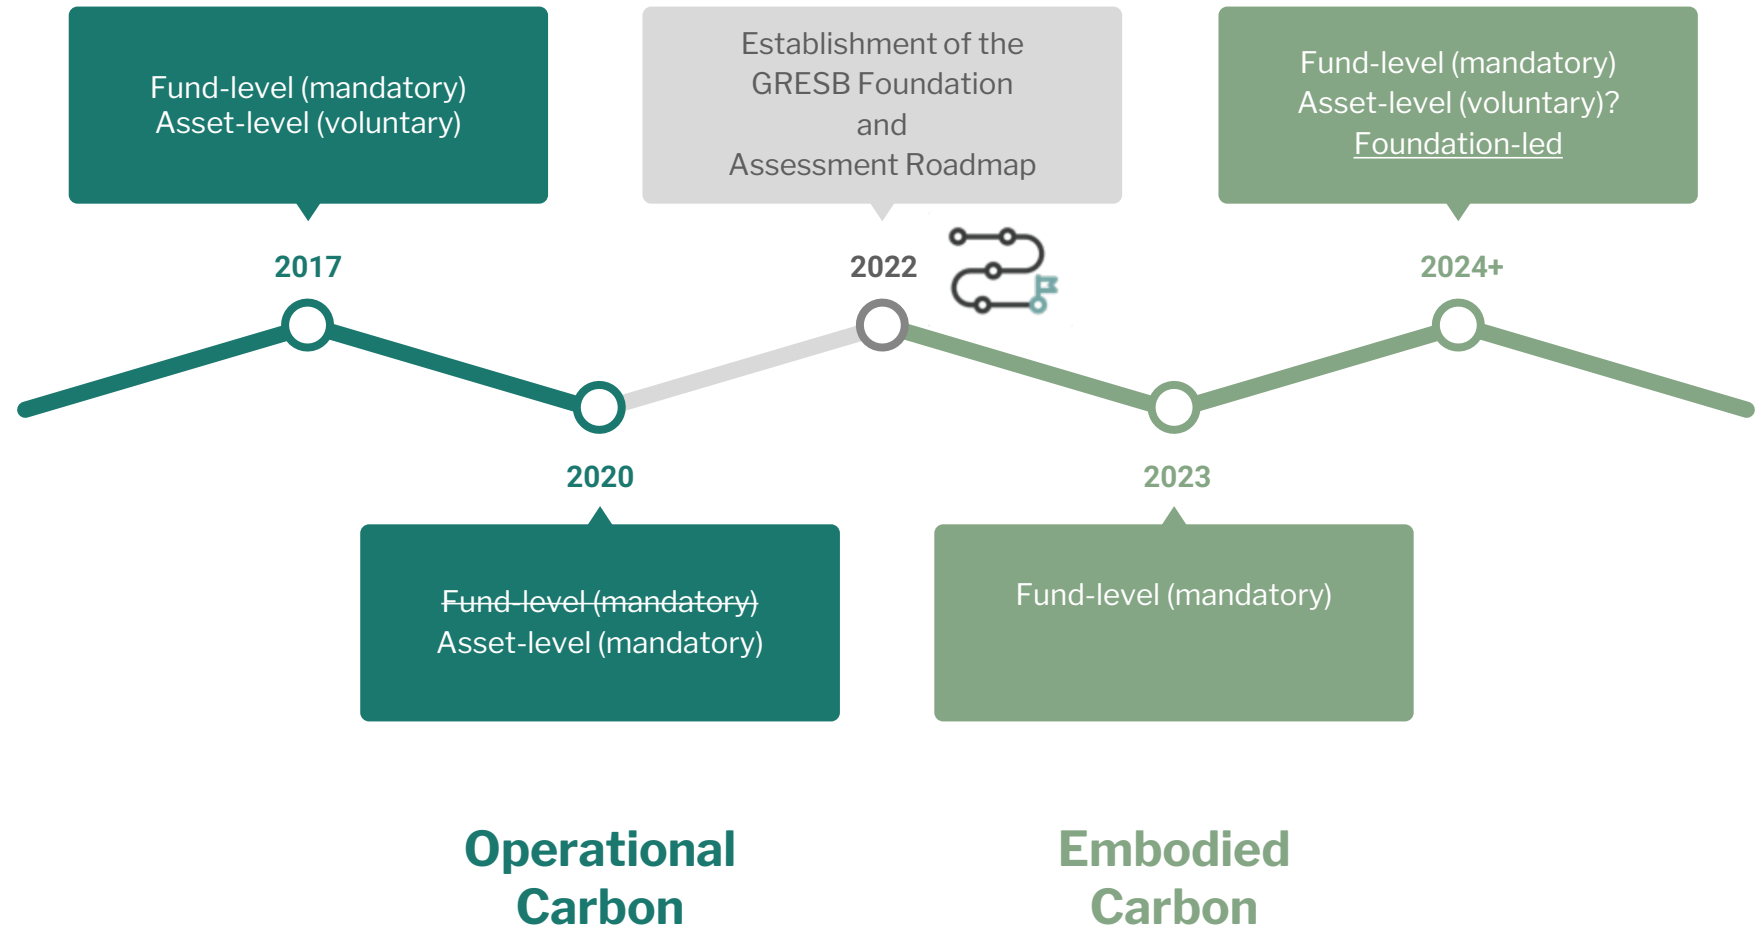 Fund-level (mandatory)
Asset-level (voluntary)
2017
Establishment of the
GRESB Foundation
and
Assessment Roadmap
2022
Fund-level (mandatory)
Asset-level (voluntary)?
Foundation-led
2024+
2020
Fund-level (mandatory)
Asset-level (mandatory)
2023
Fund-level (mandatory)
Operational
Carbon
Embodied
Carbon